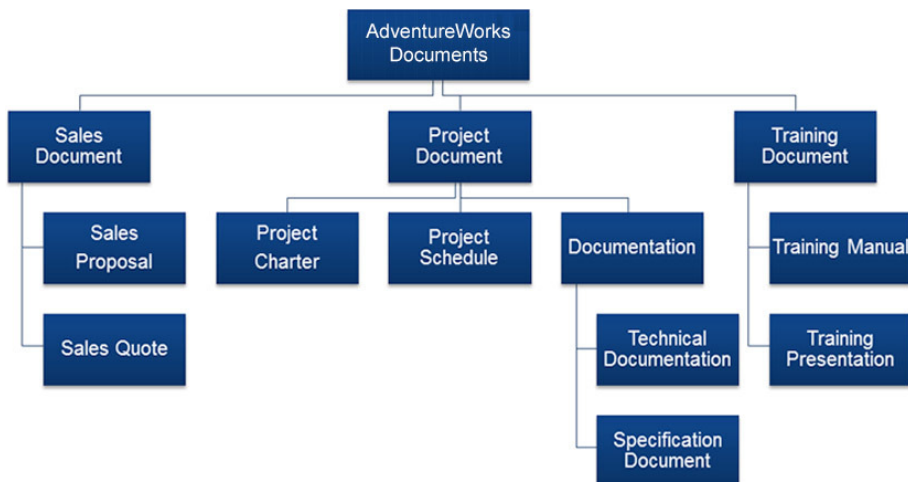 AdventureWorks
Documents
Sales
Document
Project
Document
Training
Document
Sales
Proposal
Project
Charter
Project
Schedule
Documentation
Training Manual
Sales Quote
Technical
Documentation
Training
Presentation
Specification
Document